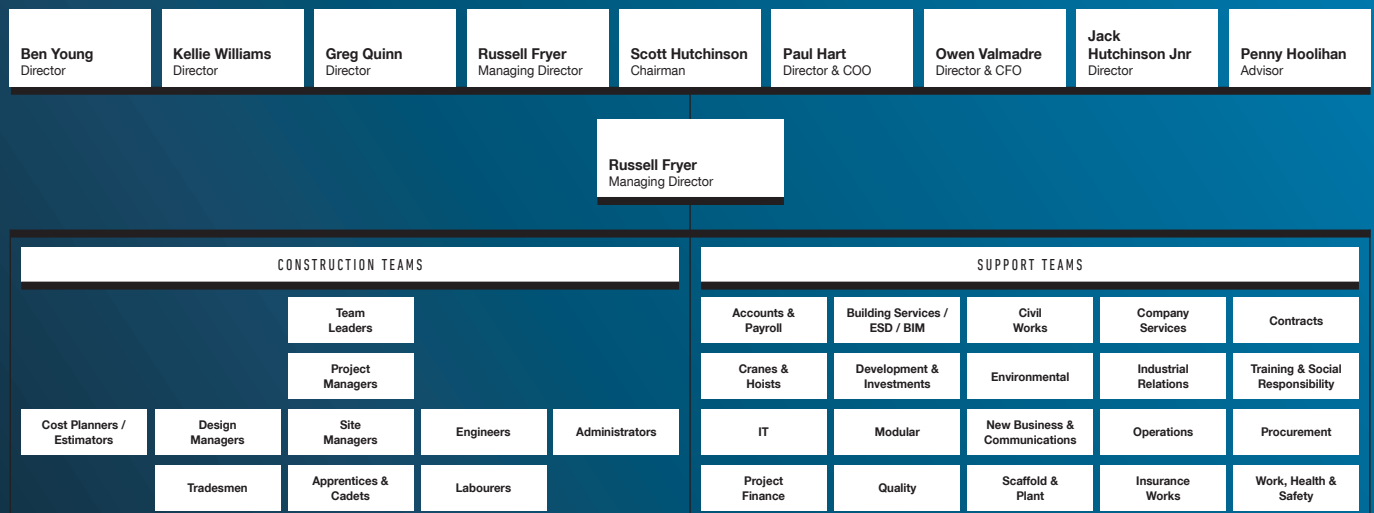 Ben Young
Director
Kellie Williams
Director
Greg Quinn
Director
Russell Fryer
Managing Director
Scott Hutchinson
Chairman
Paul Hart
Director & COO
Owen Valmadre
Director & CFO
Jack
Hutchinson Jnr
Director
Penny Hoolihan
Advisor
Russell Fryer
Managing Director
CONSTRUCTION TEAMS
Team
Leaders
Project
Managers
Cost Planners /
Estimators
Design
Managers
Site
Managers
Engineers
Administrators
Tradesmen
Apprentices &
Cadets
Labourers
SUPPORT TEAMS
Accounts &
Payroll
Building Services /
ESD / BIM
Civil
Works
Company
Services
Contracts
Cranes &
Hoists
Development &
Investments
Environmental
Industrial
Relations
Training & Social
Responsibility
IT
Modular
New Business &
Communications
Operations
Procurement
Project
Finance
Quality
Scaffold &
Plant
Insurance
Works
Work, Health &
Safety